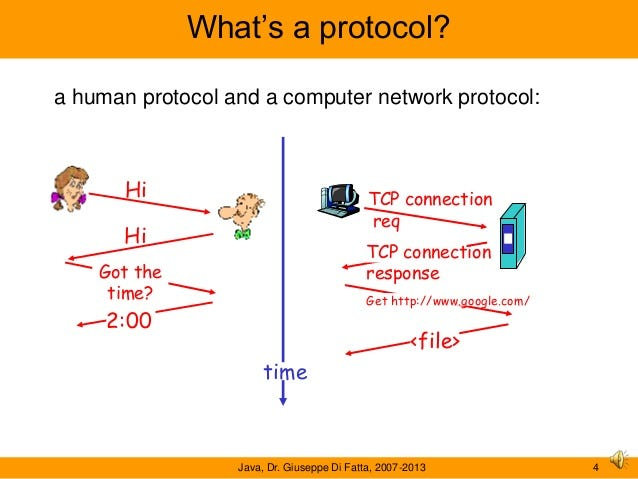 What's a protocol?
a human protocol and a computer network protocol:
Hi
Hi
Got the
time?
2:00
TCP connection
req
TCP connection
response
Get http://www.google.com/
<file>
time
Java, Dr. Giuseppe Di Fatta, 2007-2013
4